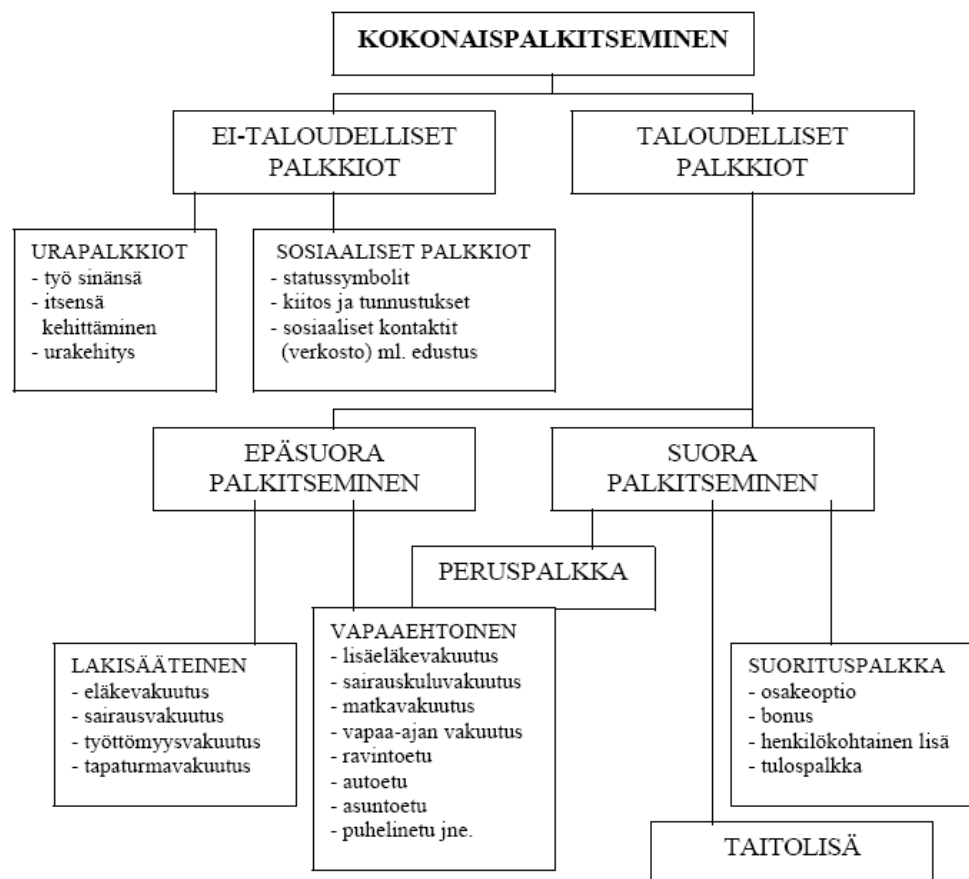 KOKONAISPALKITSEMINEN
EI-TALOUDELLISET
PALKKIOT
TALOUDELLISET
PALKKIOT
URAPALKKIOT
- työ sinänsä
- itsensä
kehittäminen
- urakehitys
SOSIAALISET PALKKIOT
- statussymbolit
- kiitos ja tunnustukset
- sosiaaliset kontaktit
(verkosto) ml. edustus
EPÄSUORA
PALKITSEMINEN
SUORA
PALKITSEMINEN
PERUSPALKKA
LAKISÄÄTEINEN
- eläkevakuutus
- sairausvakuutus
- työttömyysvakuutus
- tapaturmavakuutus
VAPAAEHTOINEN
- lisäeläkevakuutus
- sairauskuluvakuutus
- matkavakuutus
- vapaa-ajan vakuutus
- ravintoetu
- autoetu
- asuntoetu
- puhelinetu jne.
SUORITUSPALKKA
- osakeoptio
- bonus
- henkilökohtainen lisä
- tulospalkka
TAITOLISÄ